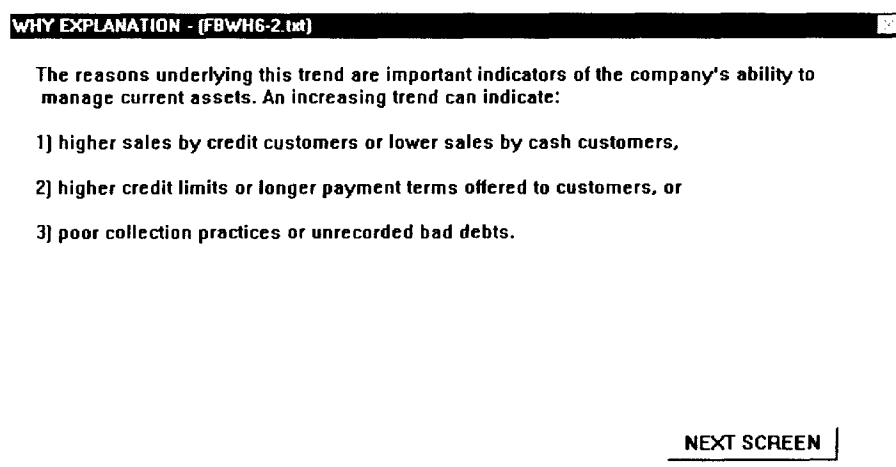 WHY EXPLANATION - (FBWH6-2.txt)
The reasons underlying this trend are important indicators of the company's ability to
manage current assets. An increasing trend can indicate:
1) higher sales by credit customers or lower sales by cash customers,
2) higher credit limits or longer payment terms offered to customers, or
3) poor collection practices or unrecorded bad debts.
NEXT SCREEN